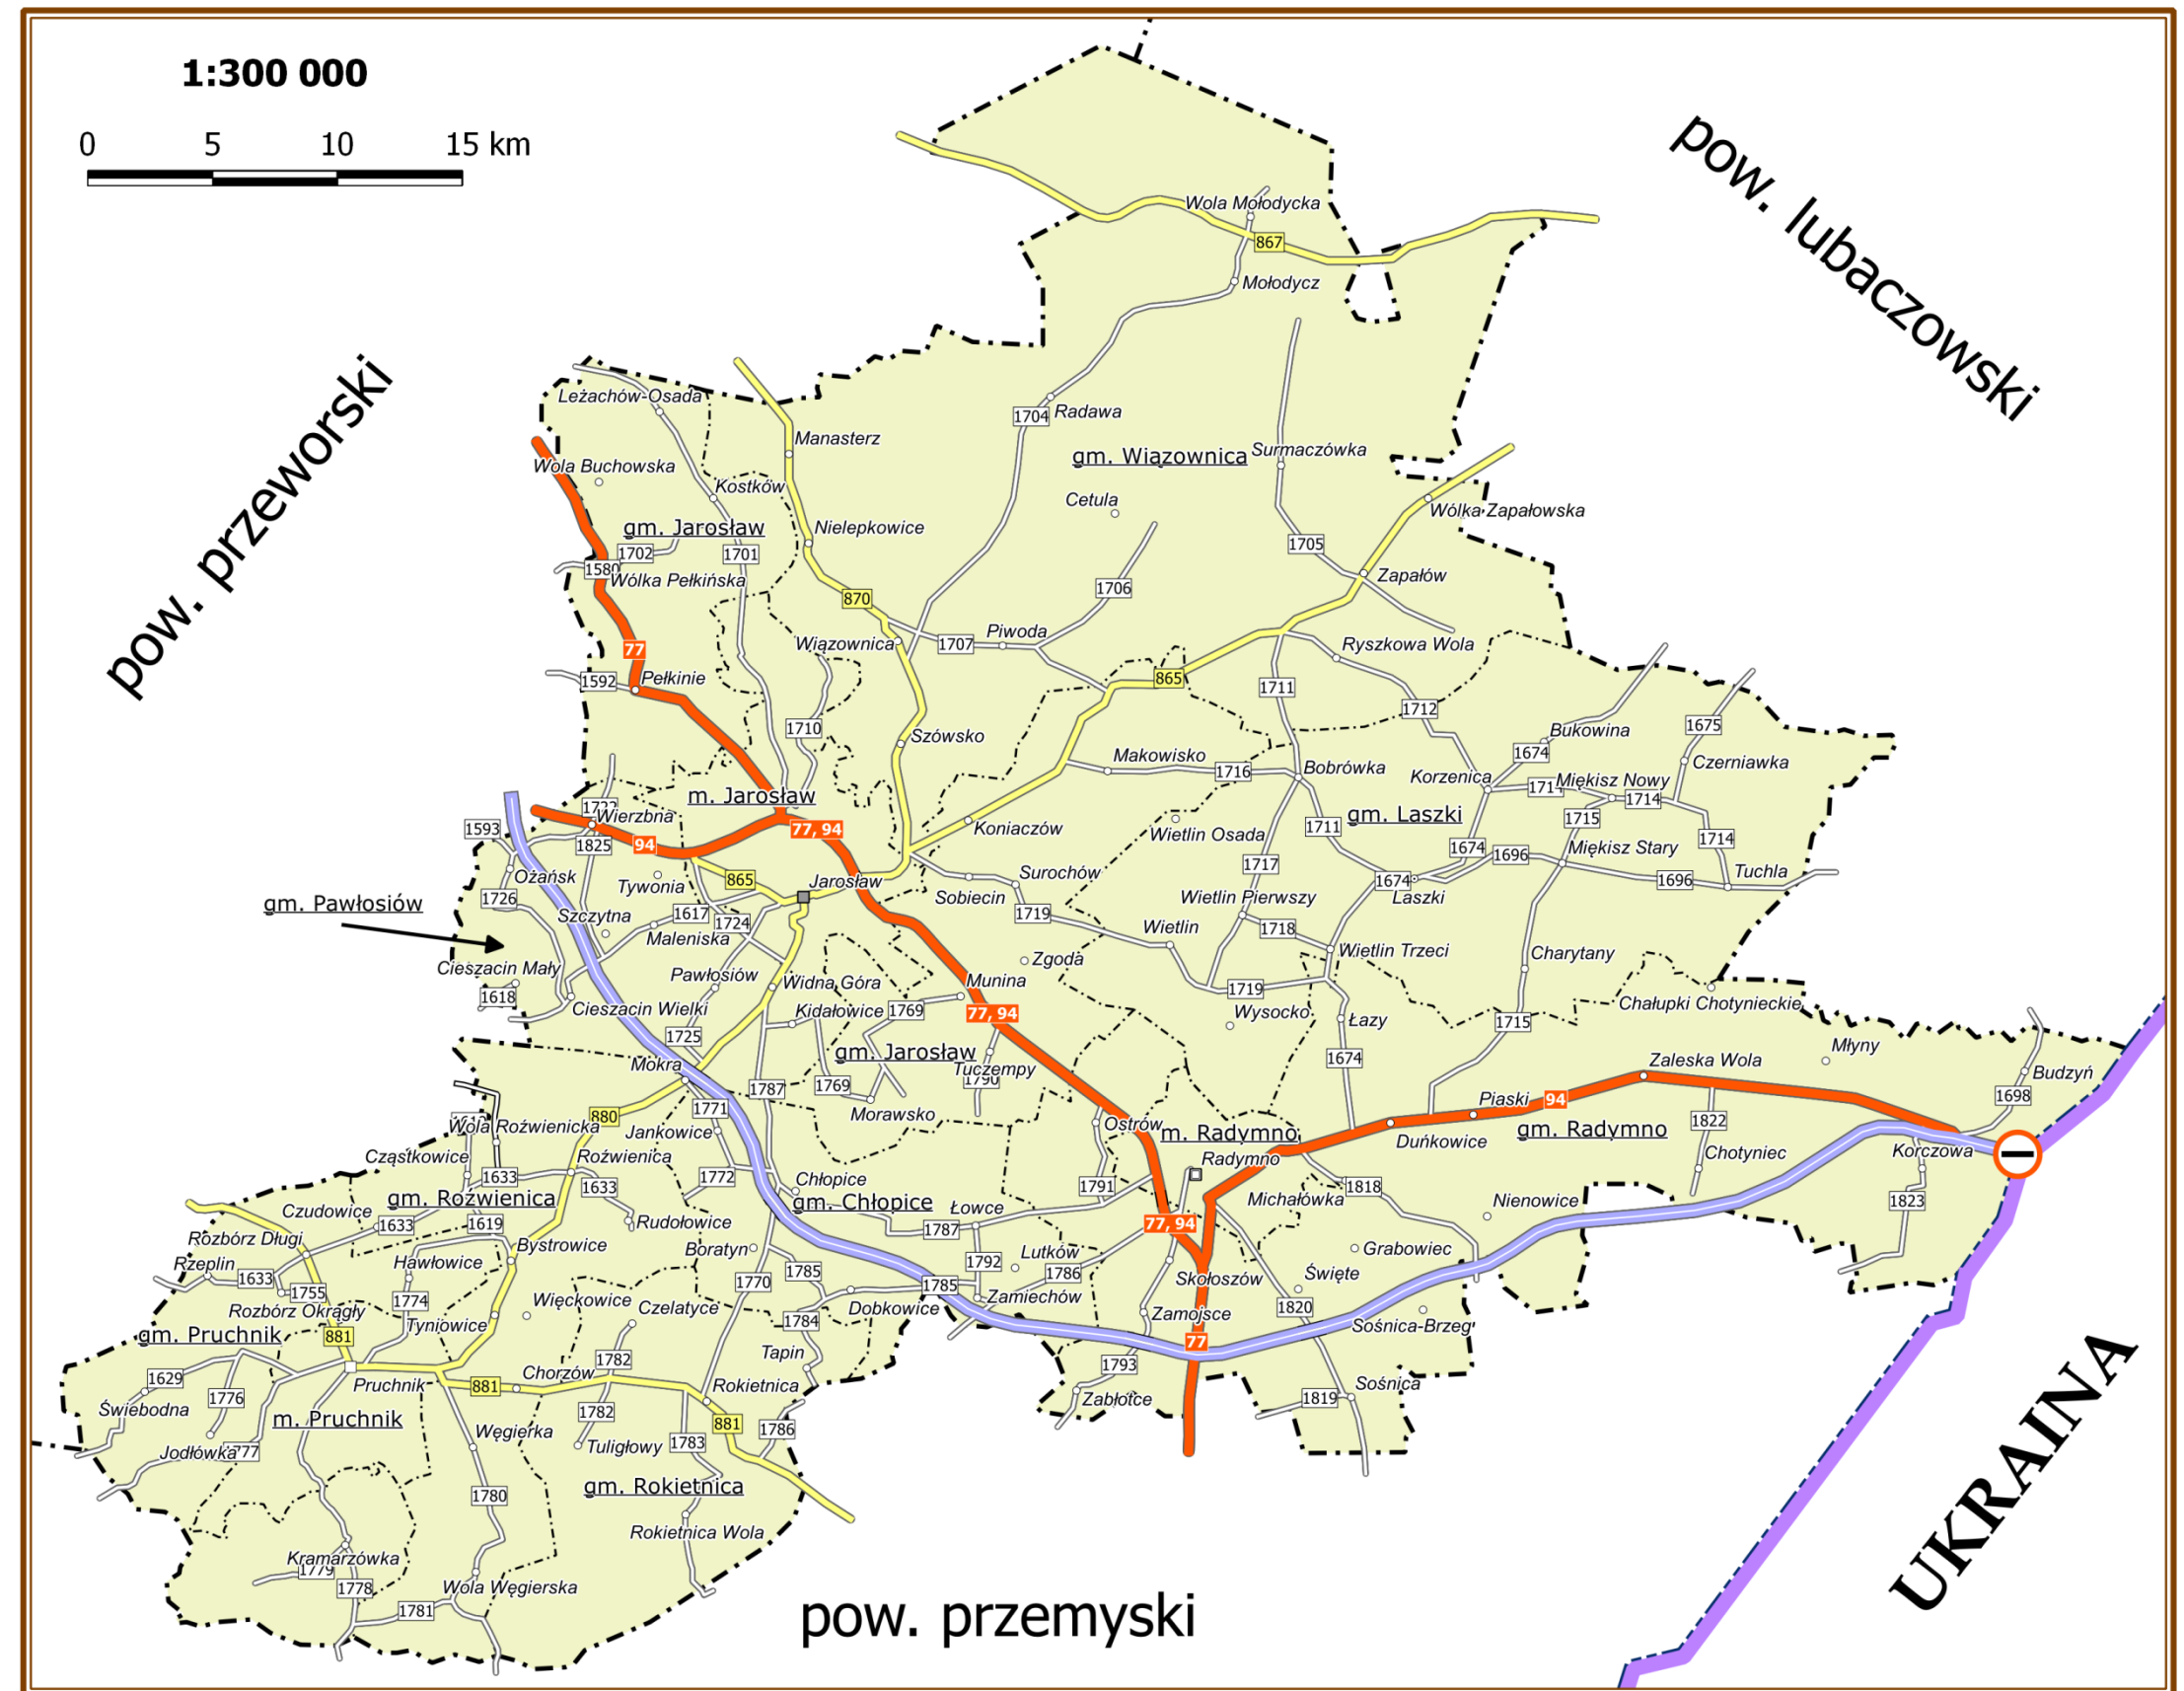 1:300 000
0 5 10 15 km
pow. lubaczowski
pow. przeworski
Wola Mołodycka
867
Mołodycz
Leżachów-Osada
1704 Radawa
Manasterz
gm. Wiązownica
Surmaczówka
Wola Buchowska
Kostków
Cetula
Wólka Zapałowska
gm. Jarosław
Nielepkowice
1702
1701
1705
1580
Wólka Pełkińska
Zapałów
1706
870
77
Wiązownica
1707
Piwoda
Ryszkowa Wola
1592
Pełkinie
865
1711
1712
1710
Szówsko
Bukowina
1675
1674
Makowisko
1716
Bobrówka
Korzenica
Czerniawka
Miękisz Nowy
1714
m. Jarosław
Wierzbna
1593
77, 94
Koniaczów
Wietlin Osada
1711
gm. Laszki
1715
1714
1825
94
1674
1696
Miękisz Stary
1714
Ożańsk
Tywonia
865
Jarosław
Surochów
1717
1674
1696
Tuchla
gm. Pawłosiów
1726
Szczytna
1617
1724
Sobiecin
1719
Wietlin Pierwszy
Laszki
Maleniska
Wietlin
1718
Wietlin Trzeci
Charytany
Cieszacin Mały
Pawłosiów
Widna Góra
Zgoda
Munina
1618
Cieszacin Wielki
Kidałowice
1769
77, 94
1719
Wysocko
Łazy
1715
Chałupki Chotynieckie
1725
gm. Jarosław
Mokra
Tuczempy
1674
Zaleska Wola
Młyny
Budzyń
1787
1769
Morawsko
1698
880
1771
Ostrów
m. Radymno
Piaski
94
gm. Radymno
1822
Wola Roźwienicka
Jankowice
Duńkowice
Chotyniec
Korczowa
Cząstkowice
Roźwienica
Radymno
1633
1633
1772
Chłopice
1791
Michałówka
1818
gm. Roźwienica
gm. Chłopice
Łowce
Nienowice
1823
Czudowice
1633
1619
Rudołowice
1787
77, 94
Rozbórz Długi
Bystrowice
Boratyn
Lutków
Grabowiec
Rzeplin
1633
Hawłowice
1785
1792
1786
Skołoszów
Święte
1755
1770
1785
Rozbórz Okrągły
1774
Więckowice
Czelatyce
Dobkowice
Zamiechów
Zamojsce
1820
gm. Pruchnik
881
Tyniowice
1784
77
Sośnica-Brzeg
1629
1782
Tapin
1793
Świebodna
1776
Pruchnik
881
Chorzów
Rokietnica
Zabłotce
1819
Sośnica
m. Pruchnik
1782
881
Jodłówka
1777
Węgierka
Tuligłowy
1783
1786
1780
gm. Rokietnica
Rokietnica Wola
Kramarzówka
1779
1778
Wola Węgierska
1781
pow. przemyski
UKRAINA